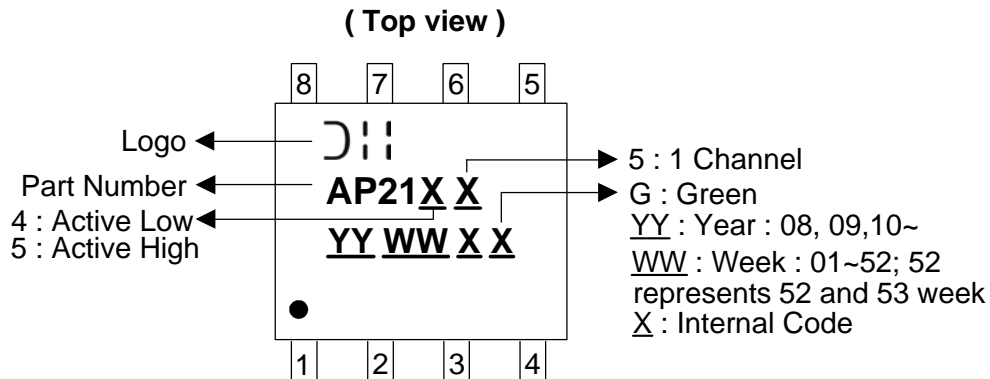 ( Top view )
8 7 6 5
Logo
Part Number
4 : Active Low
5 : Active High
AP21X X
YY WW X X
5 : 1 Channel
G : Green
YY : Year : 08, 09,10~
WW : Week : 01~52; 52
represents 52 and 53 week
X : Internal Code
1 2 3 4